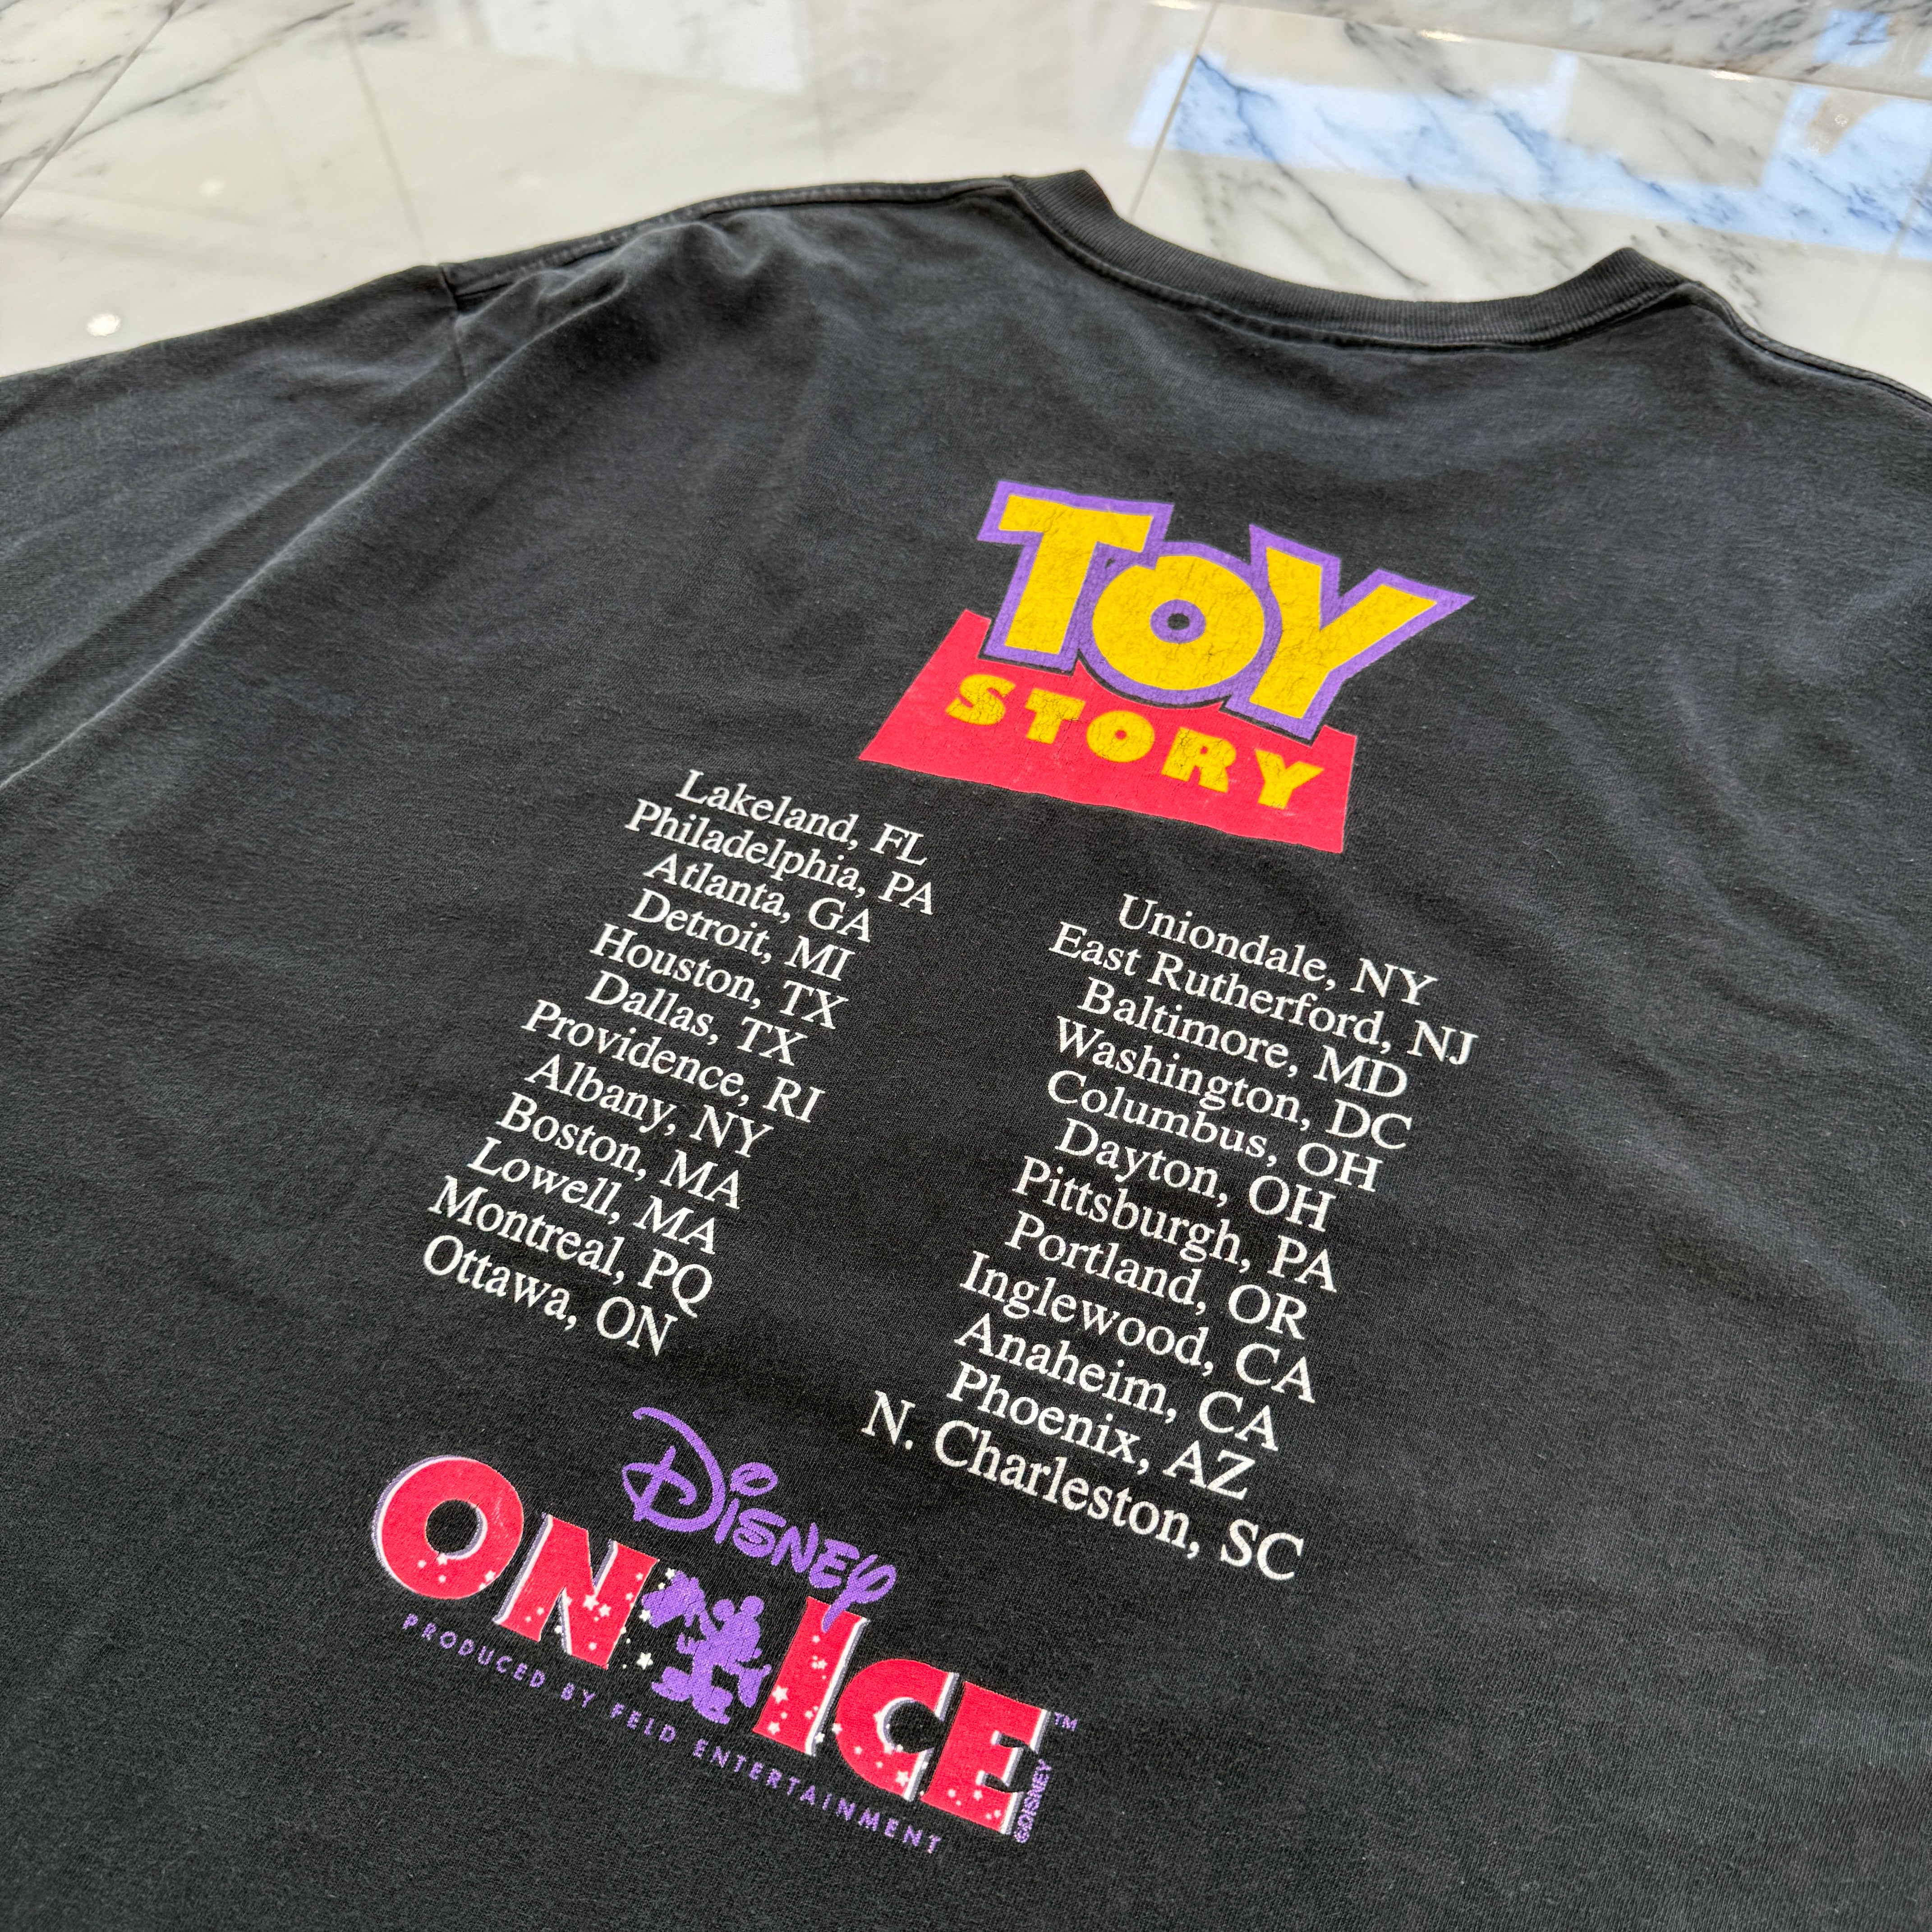 TOY
STORY
Lakeland, FL
Philadelphia, PA
Atlanta, GA
Detroit, MI
Houston, TX
Dallas, TX
Providence, RI
Albany, NY
Boston, MA
Lowell, MA
Montreal, PQ
Ottawa, ON
Uniondale, NY
East Rutherford, NJ
Baltimore, MD
Washington, DC
Columbus, OH
Dayton, OH
Pittsburgh, PA
Portland, OR
Inglewood, CA
Anaheim, CA
Phoenix, AZ
N. Charleston, SC
DISNEY
ON ICE™
PRODUCED BY FELD ENTERTAINMENT
©DISNEY